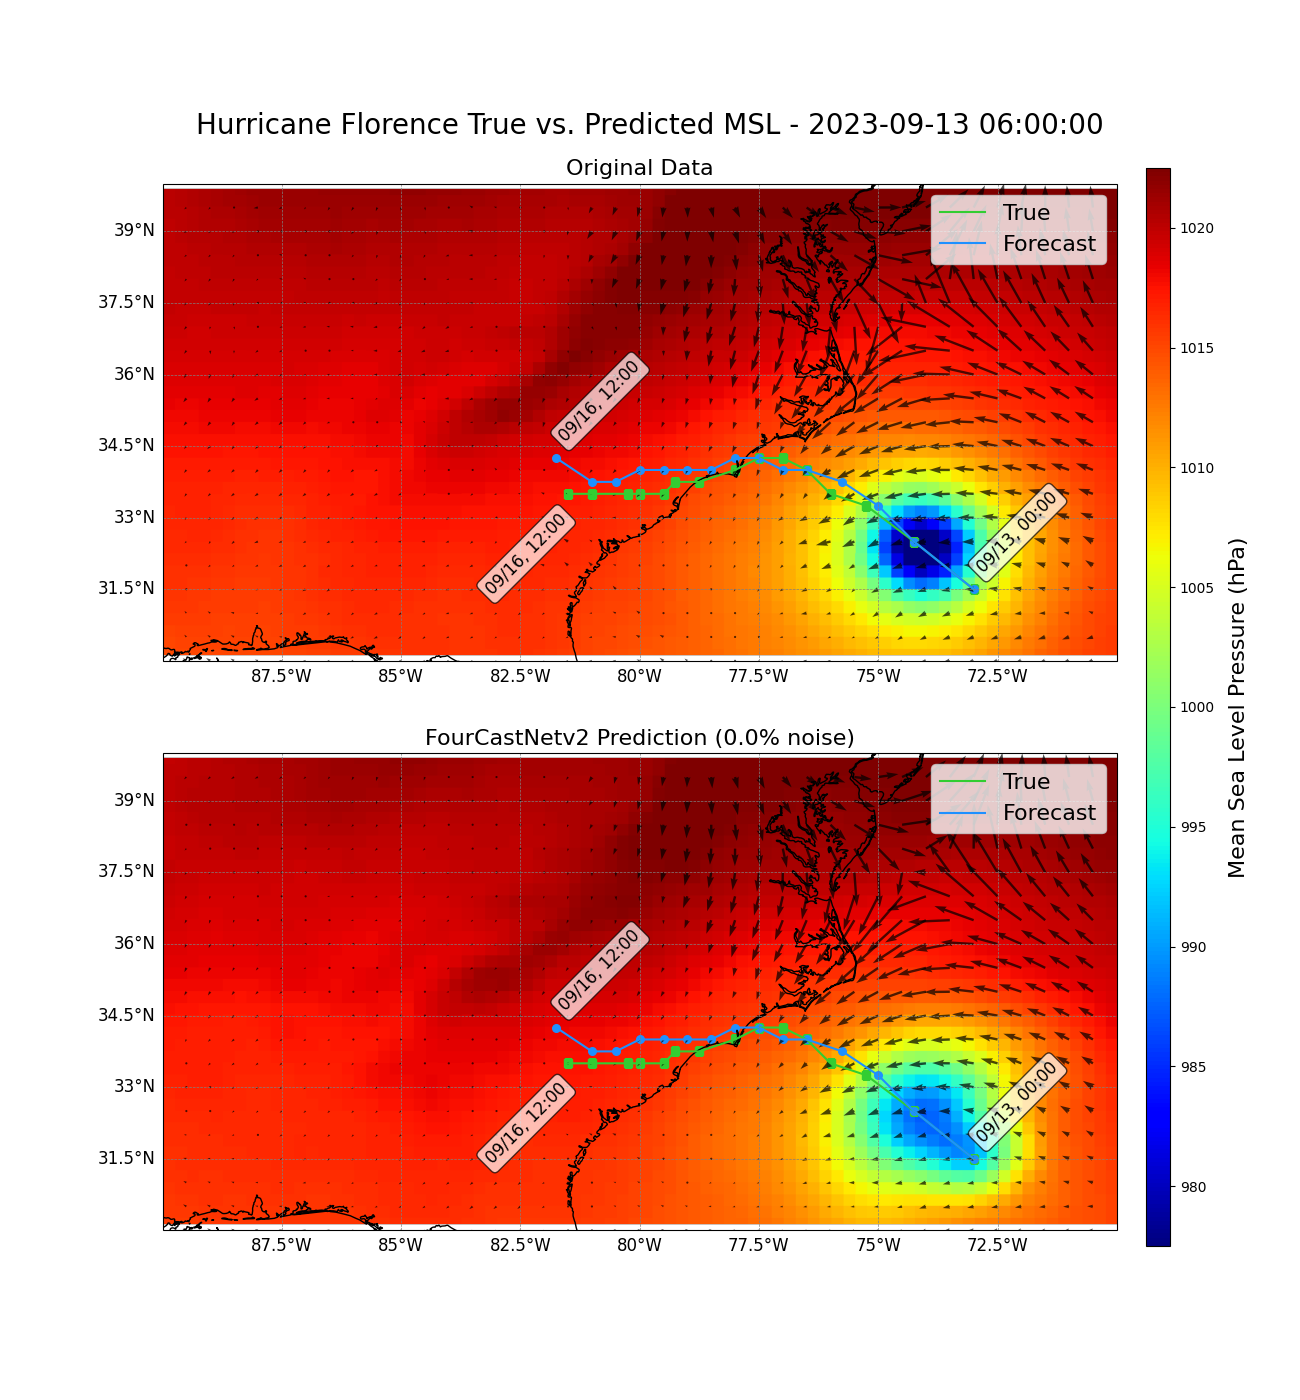 Hurricane Florence True vs. Predicted MSL - 2023-09-13 06:00:00
Original Data
True
Forecast
39°N
37.5°N
36°N
34.5°N
33°N
31.5°N
09/16, 12:00
09/16, 12:00
09/13, 00:00
87.5°W
85°W
82.5°W
80°W
77.5°W
75°W
72.5°W
FourCastNetv2 Prediction (0.0% noise)
True
Forecast
39°N
37.5°N
36°N
34.5°N
33°N
31.5°N
09/16, 12:00
09/16, 12:00
09/13, 00:00
87.5°W
85°W
82.5°W
80°W
77.5°W
75°W
72.5°W
1020
1015
1010
1005
1000
995
990
985
980
Mean Sea Level Pressure (hPa)